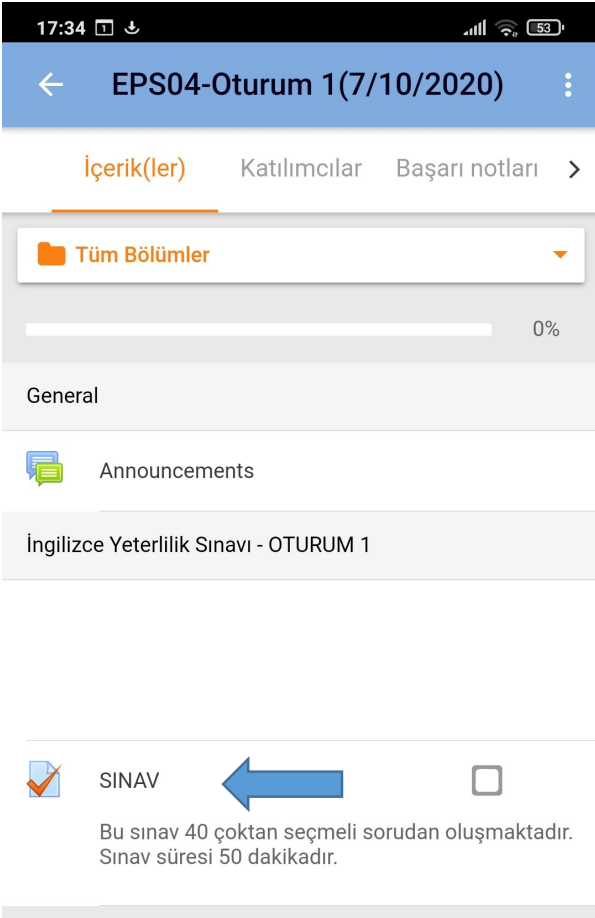 17:34 1 53
EPS04-Oturum 1(7/10/2020)
İçerik(ler) Katılımcılar Başarı notları
Tüm Bölümler
0%
General
Announcements
İngilizce Yeterlilik Sınavı - OTURUM 1
SINAV
Bu sınav 40 çoktan seçmeli sorudan oluşmaktadır.
Sınav süresi 50 dakikadır.